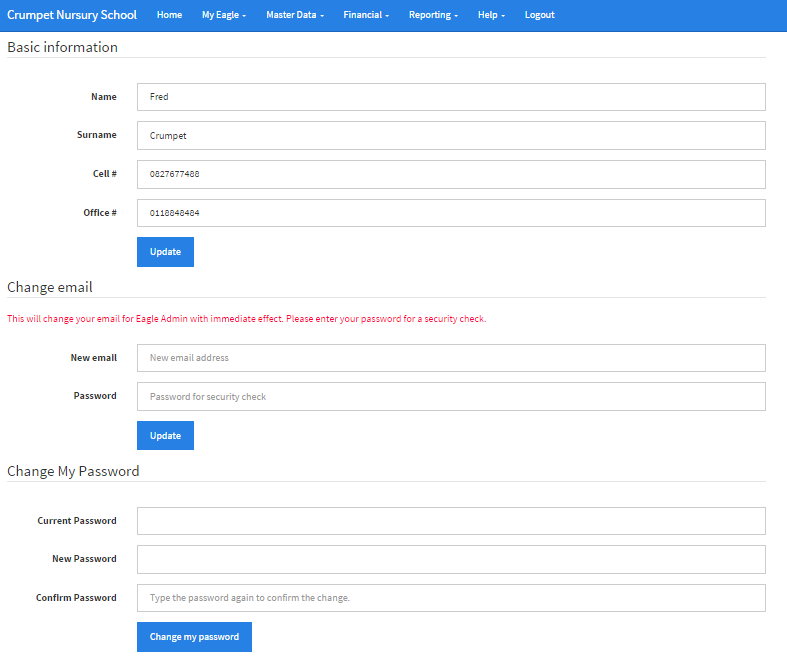 Crumpet Nursury School Home My Eagle Master Data Financial Reporting Help Logout
Basic information
Name Fred
Surname Crumpet
Cell # 0827677488
Office # 0118848484
Update
Change email
This will change your email for Eagle Admin with immediate effect. Please enter your password for a security check.
New email New email address
Password Password for security check
Update
Change My Password
Current Password
New Password
Confirm Password Type the password again to confirm the change.
Change my password